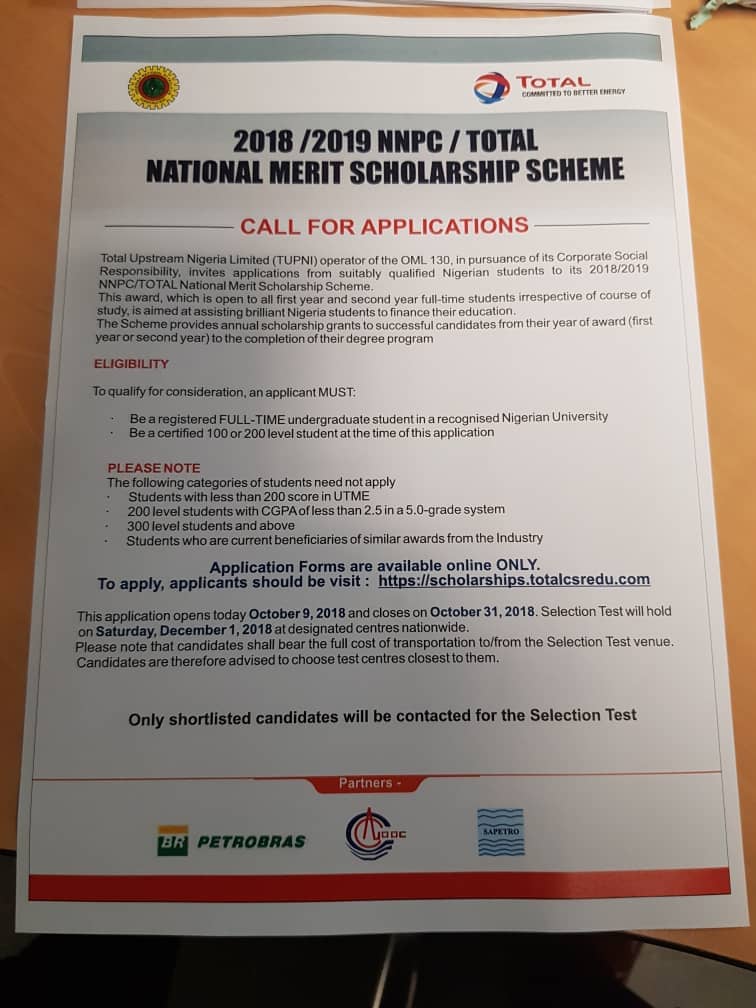 TOTAL
COMMITTED TO BETTER ENERGY
2018 /2019 NNPC / TOTAL
NATIONAL MERIT SCHOLARSHIP SCHEME
CALL FOR APPLICATIONS
Total Upstream Nigeria Limited (TUPNI) operator of the OML 130, in pursuance of its Corporate Social
Responsibility, invites applications from suitably qualified Nigerian students to its 2018/2019
NNPC/TOTAL National Merit Scholarship Scheme.
This award, which is open to all first year and second year full-time students irrespective of course of
study, is aimed at assisting brilliant Nigeria students to finance their education.
The Scheme provides annual scholarship grants to successful candidates from their year of award (first
year or second year) to the completion of their degree program
ELIGIBILITY
To qualify for consideration, an applicant MUST:
· Be a registered FULL-TIME undergraduate student in a recognised Nigerian University
· Be a certified 100 or 200 level student at the time of this application
PLEASE NOTE
The following categories of students need not apply
· Students with less than 200 score in UTME
· 200 level students with CGPA of less than 2.5 in a 5.0-grade system
· 300 level students and above
· Students who are current beneficiaries of similar awards from the Industry
Application Forms are available online ONLY.
To apply, applicants should be visit : https://scholarships.totalcsredu.com
This application opens today October 9, 2018 and closes on October 31, 2018. Selection Test will hold
on Saturday, December 1, 2018 at designated centres nationwide.
Please note that candidates shall bear the full cost of transportation to/from the Selection Test venue.
Candidates are therefore advised to choose test centres closest to them.
Only shortlisted candidates will be contacted for the Selection Test
Partners -
BR PETROBRAS
CNOOC
SAPETRO